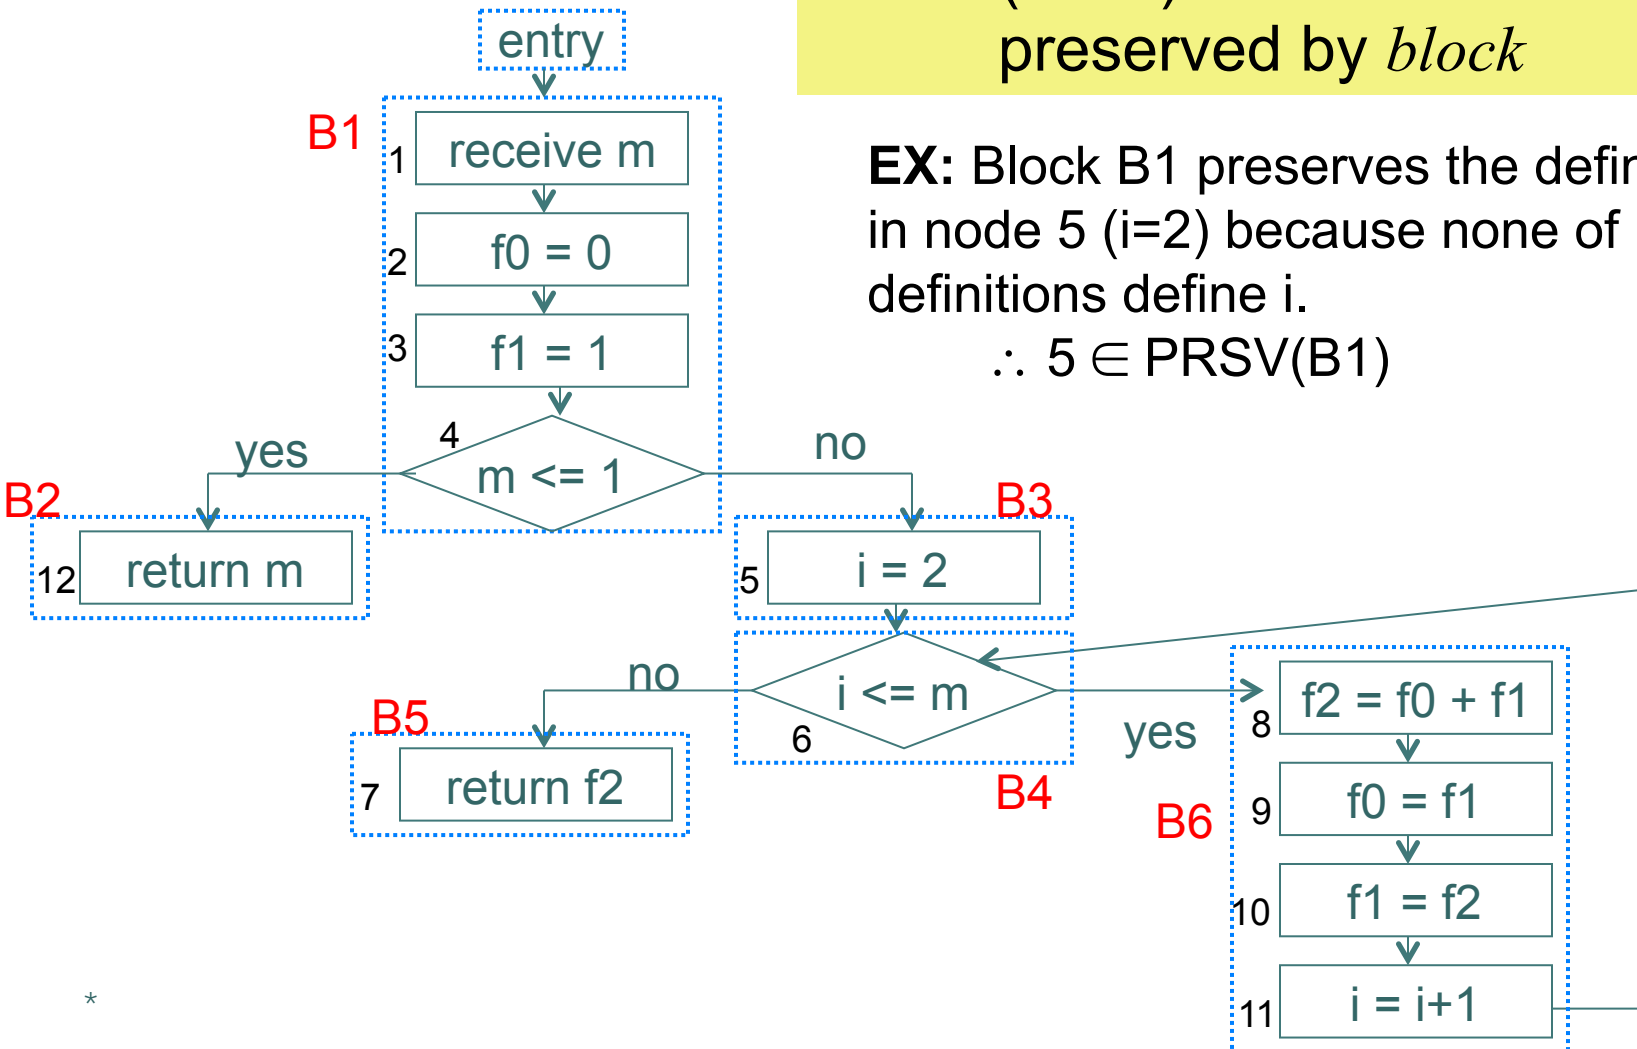 entry
preserved by block
B1
1
receive m
2
f0 = 0
3
f1 = 1
4
m <= 1
yes
no
EX: Block B1 preserves the
in node 5 (i=2) because none of
definitions define i.
∴ 5 ∈ PRSV(B1)
B2
12
return m
B3
5
i = 2
no
i <= m
6
yes
B4
B5
7
return f2
B6
8
f2 = f0 + f1
9
f0 = f1
10
f1 = f2
11
i = i+1
*